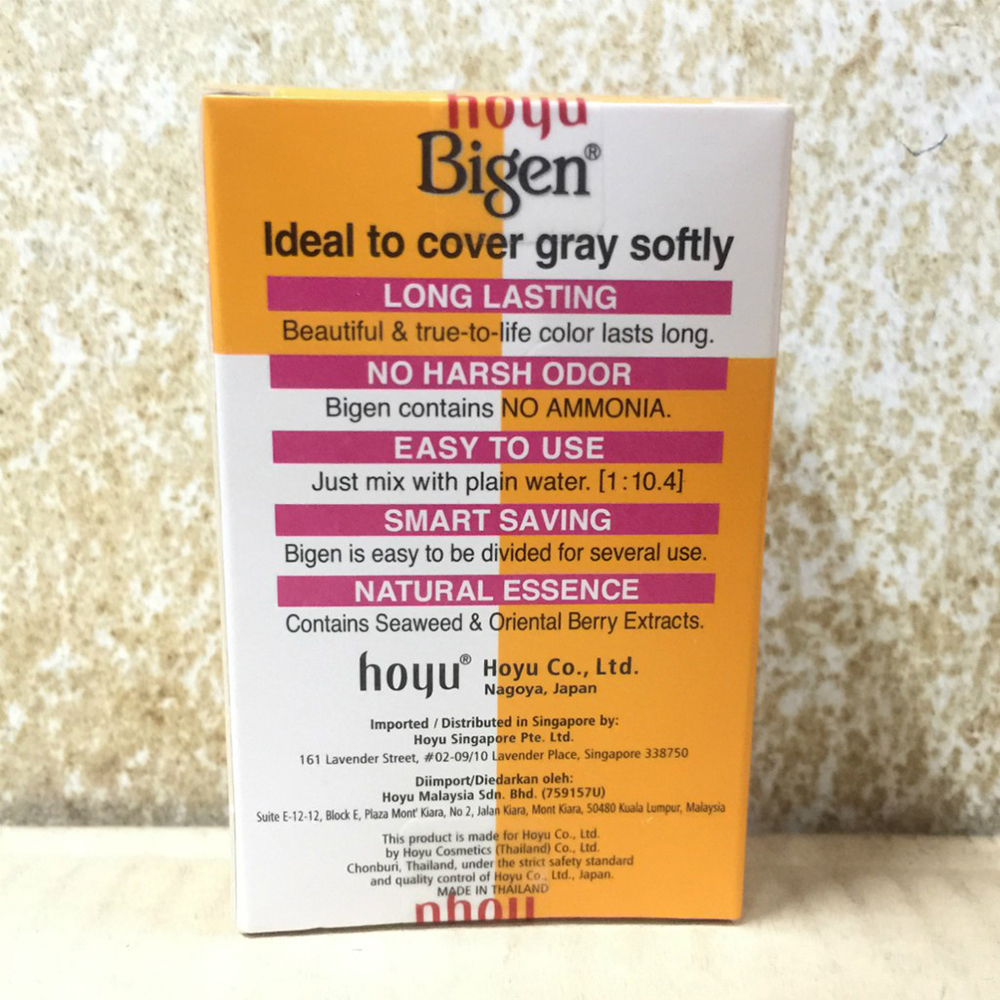 hoyu
Bigen®
Ideal to cover gray softly
LONG LASTING
Beautiful & true-to-life color lasts long.
NO HARSH ODOR
Bigen contains NO AMMONIA.
EASY TO USE
Just mix with plain water. [1:10.4]
SMART SAVING
Bigen is easy to be divided for several use.
NATURAL ESSENCE
Contains Seaweed & Oriental Berry Extracts.
hoyu® Hoyu Co., Ltd.
Nagoya, Japan
Imported / Distributed in Singapore by:
Hoyu Singapore Pte. Ltd.
161 Lavender Street, #02-09/10 Lavender Place, Singapore 338750
Diimport/Diedarkan oleh:
Hoyu Malaysia Sdn. Bhd. (759157U)
Suite E-12-12, Block E, Plaza Mont' Kiara, No 2, Jalan Kiara, Mont Kiara, 50480 Kuala Lumpur, Malaysia
This product is made for Hoyu Co., Ltd.
by Hoyu Cosmetics (Thailand) Co., Ltd.
Chonburi, Thailand, under the strict safety standard
and quality control of Hoyu Co., Ltd., Japan.
MADE IN THAILAND
hoyu